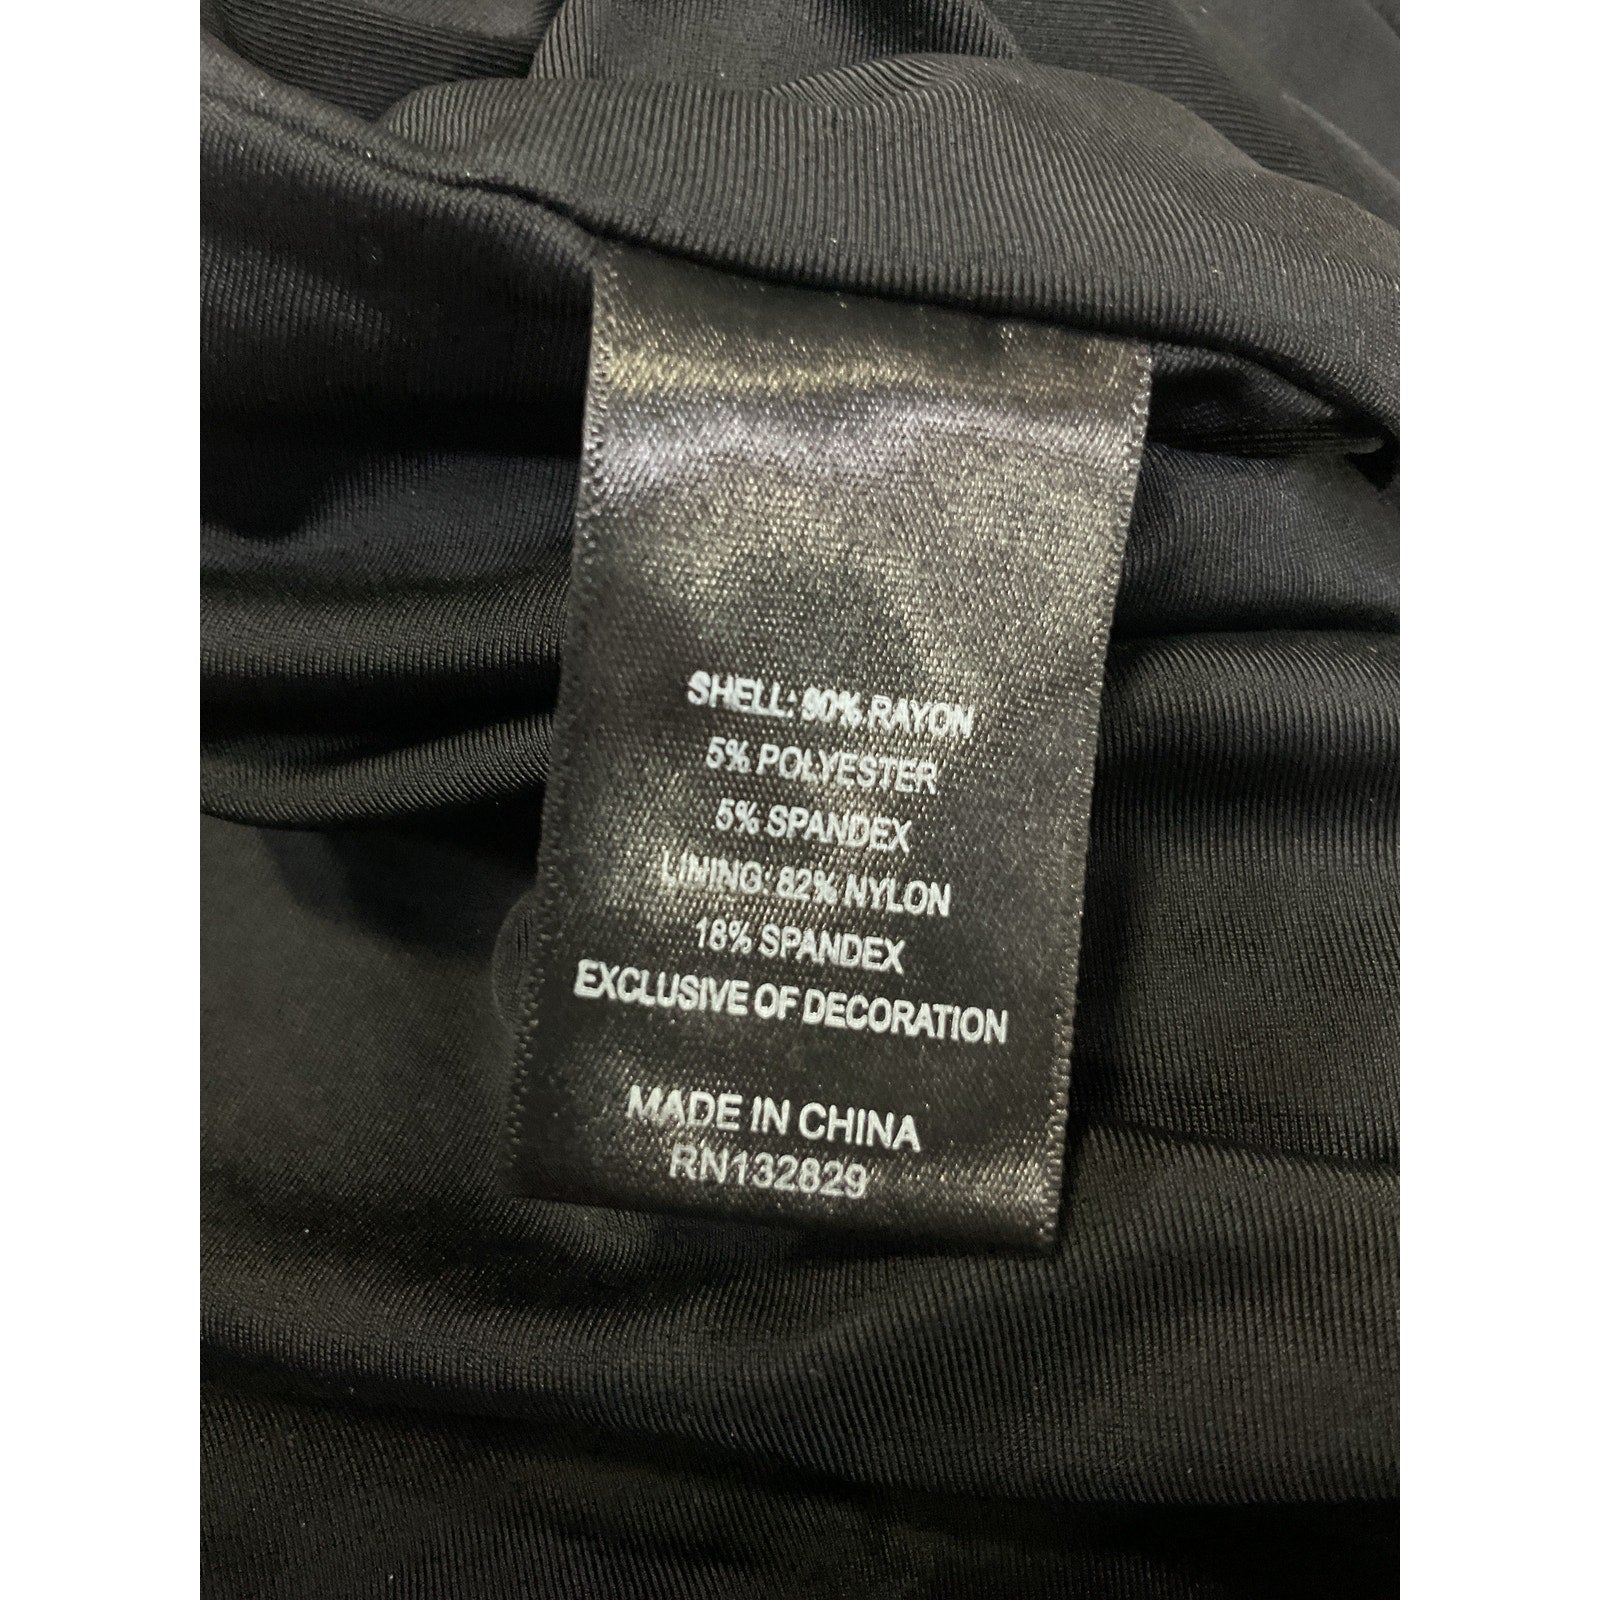 SHELL: 90% RAYON
5% POLYESTER
5% SPANDEX
LINING: 82% NYLON
18% SPANDEX
EXCLUSIVE OF DECORATION
MADE IN CHINA
RN132829